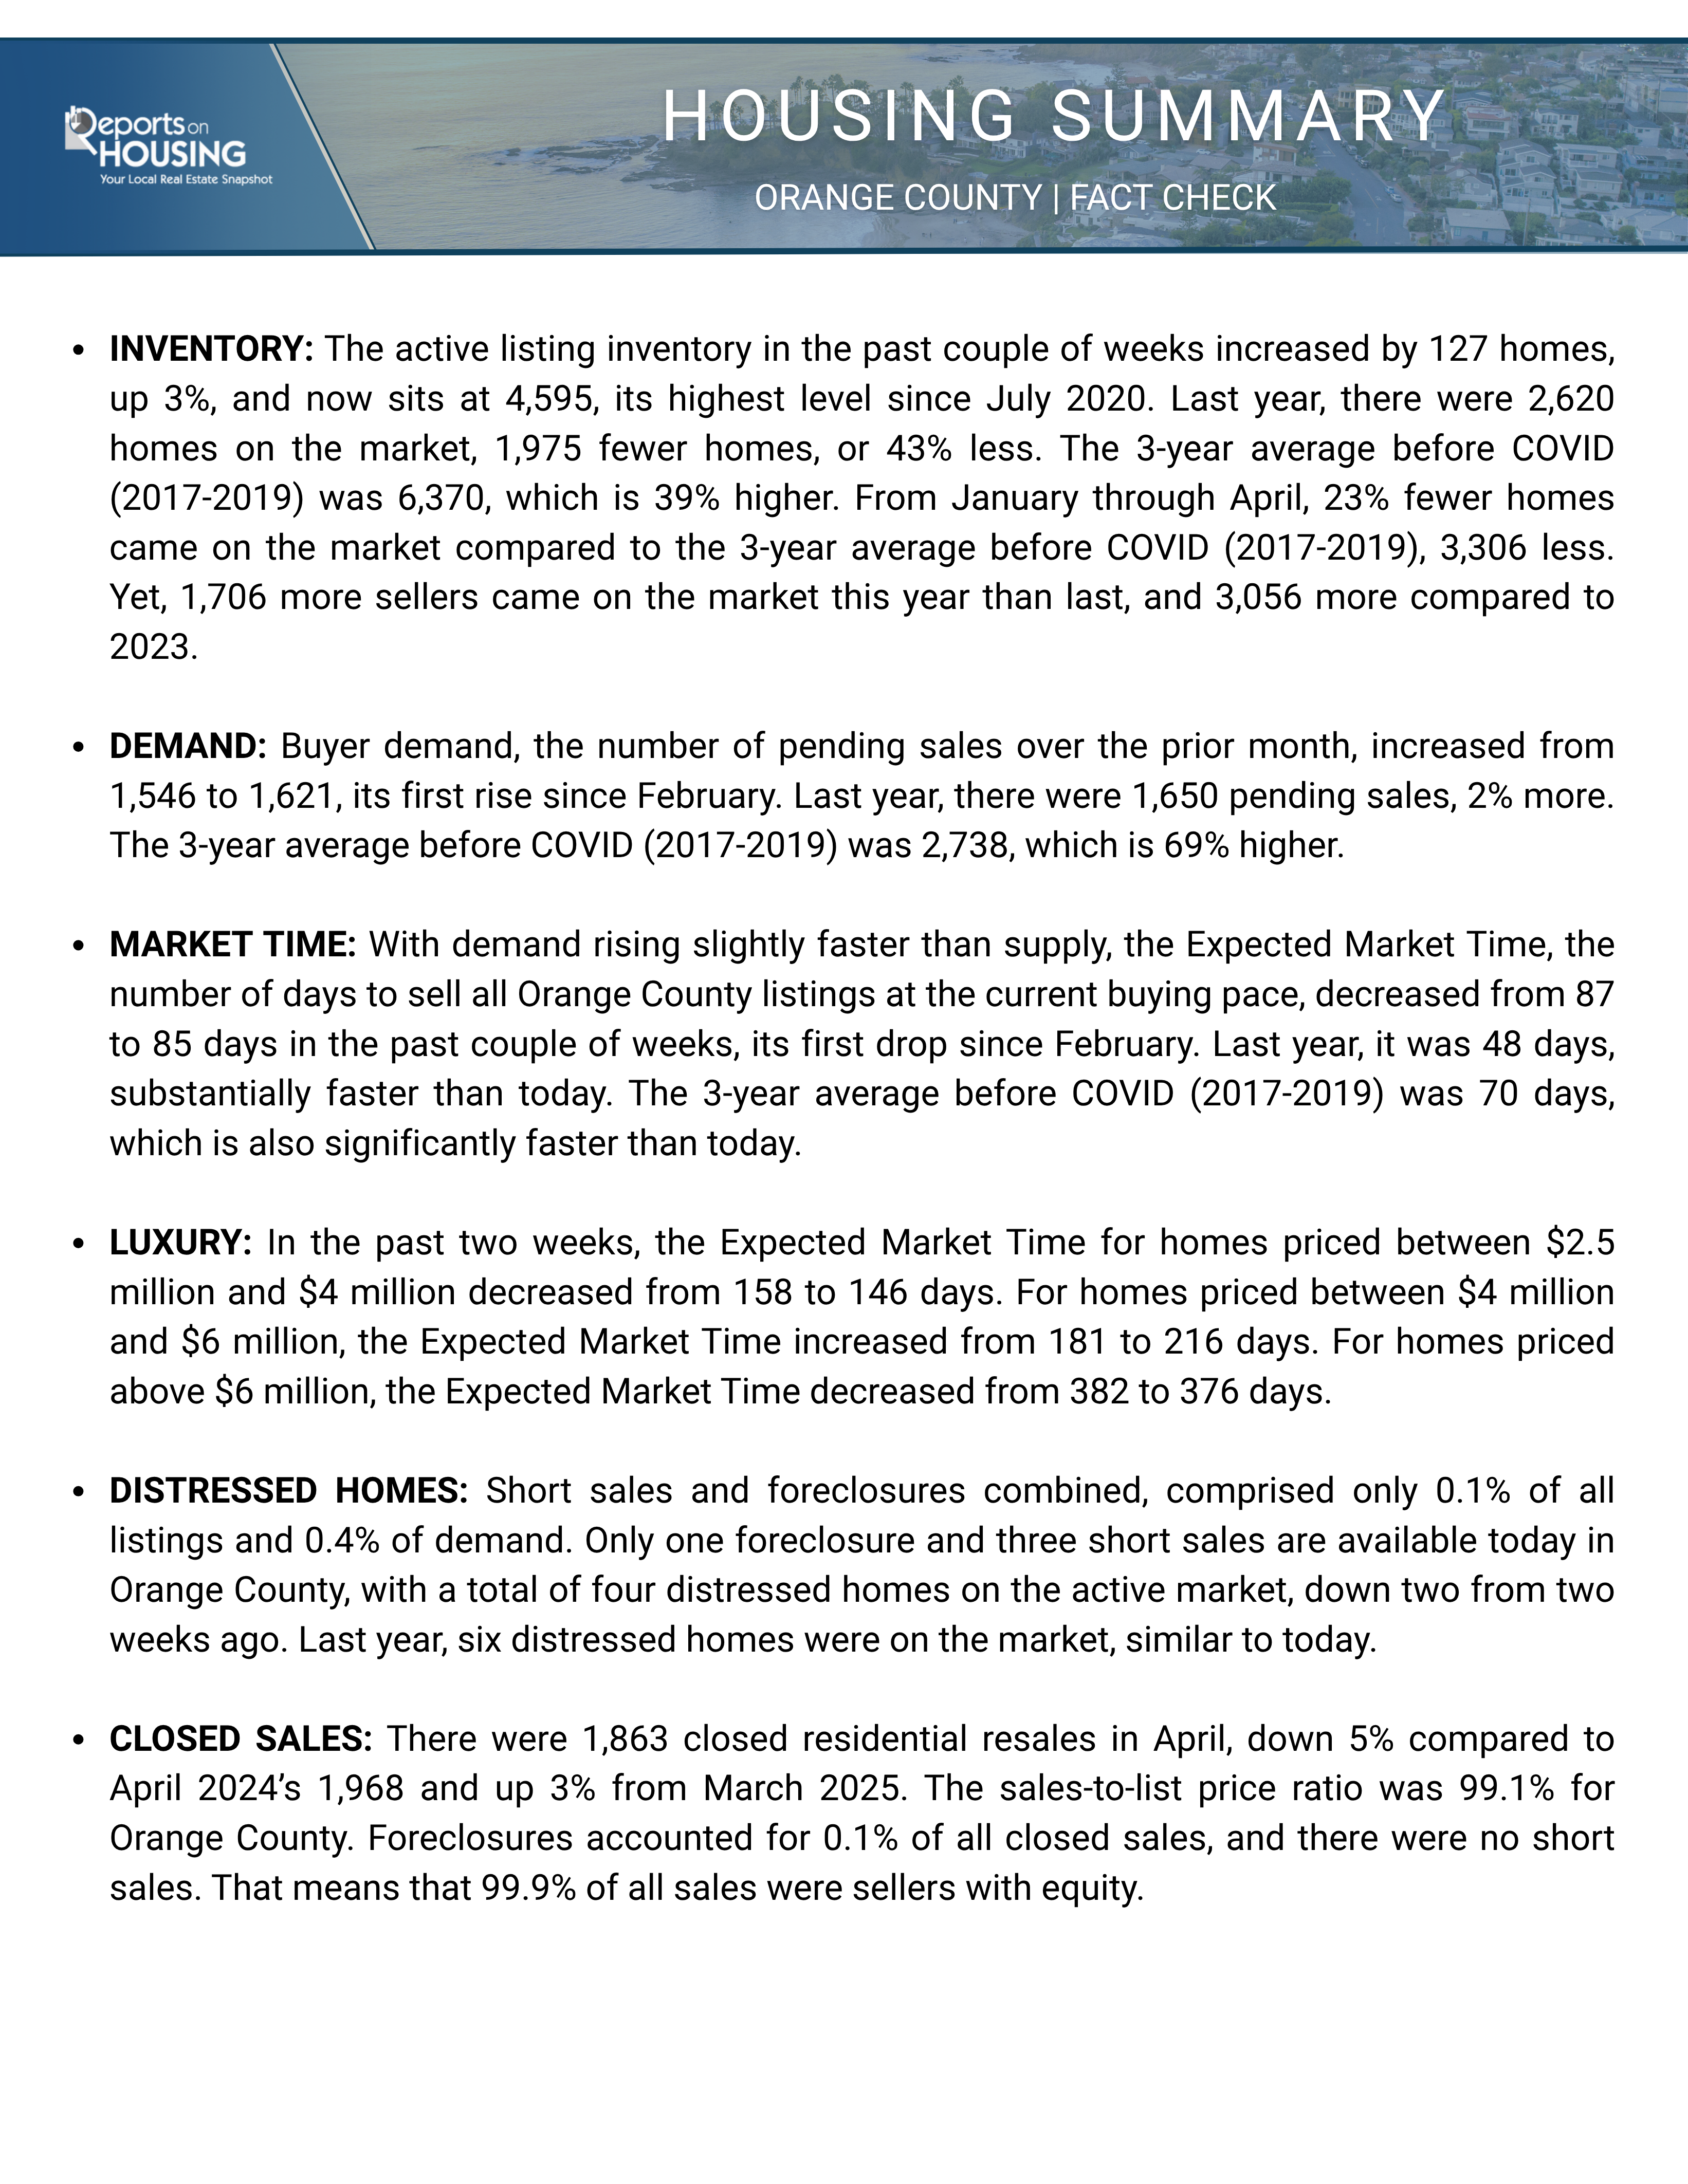 Reports on
HOUSING
Your Local Real Estate Snapshot
HOUSING SUMMARY
ORANGE COUNTY | FACT CHECK
• INVENTORY: The active listing inventory in the past couple of weeks increased by 127 homes,
up 3%, and now sits at 4,595, its highest level since July 2020. Last year, there were 2,620
homes on the market, 1,975 fewer homes, or 43% less. The 3-year average before COVID
(2017-2019) was 6,370, which is 39% higher. From January through April, 23% fewer homes
came on the market compared to the 3-year average before COVID (2017-2019), 3,306 less.
Yet, 1,706 more sellers came on the market this year than last, and 3,056 more compared to
2023.
• DEMAND: Buyer demand, the number of pending sales over the prior month, increased from
1,546 to 1,621, its first rise since February. Last year, there were 1,650 pending sales, 2% more.
The 3-year average before COVID (2017-2019) was 2,738, which is 69% higher.
• MARKET TIME: With demand rising slightly faster than supply, the Expected Market Time, the
number of days to sell all Orange County listings at the current buying pace, decreased from 87
to 85 days in the past couple of weeks, its first drop since February. Last year, it was 48 days,
substantially faster than today. The 3-year average before COVID (2017-2019) was 70 days,
which is also significantly faster than today.
• LUXURY: In the past two weeks, the Expected Market Time for homes priced between $2.5
million and $4 million decreased from 158 to 146 days. For homes priced between $4 million
and $6 million, the Expected Market Time increased from 181 to 216 days. For homes priced
above $6 million, the Expected Market Time decreased from 382 to 376 days.
• DISTRESSED HOMES: Short sales and foreclosures combined, comprised only 0.1% of all
listings and 0.4% of demand. Only one foreclosure and three short sales are available today in
Orange County, with a total of four distressed homes on the active market, down two from two
weeks ago. Last year, six distressed homes were on the market, similar to today.
• CLOSED SALES: There were 1,863 closed residential resales in April, down 5% compared to
April 2024’s 1,968 and up 3% from March 2025. The sales-to-list price ratio was 99.1% for
Orange County. Foreclosures accounted for 0.1% of all closed sales, and there were no short
sales. That means that 99.9% of all sales were sellers with equity.